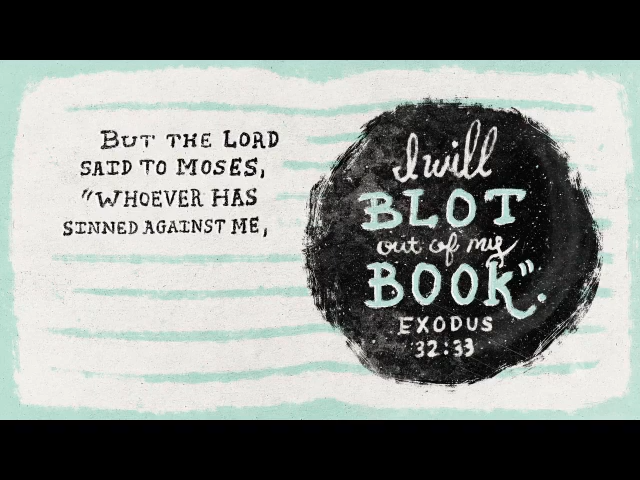 But the Lord
said to Moses,
"Whoever has
sinned against me,
I will
BLOT
out of my
BOOK".
EXODUS
32:33